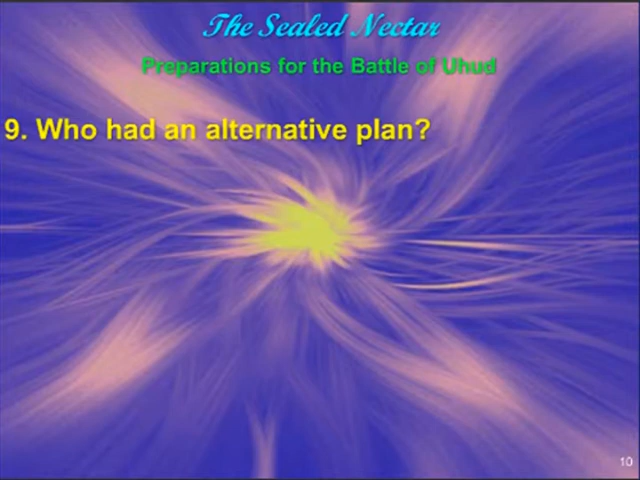 The Sealed Nectar
Preparations for the Battle of Uhud
9. Who had an alternative plan?
10